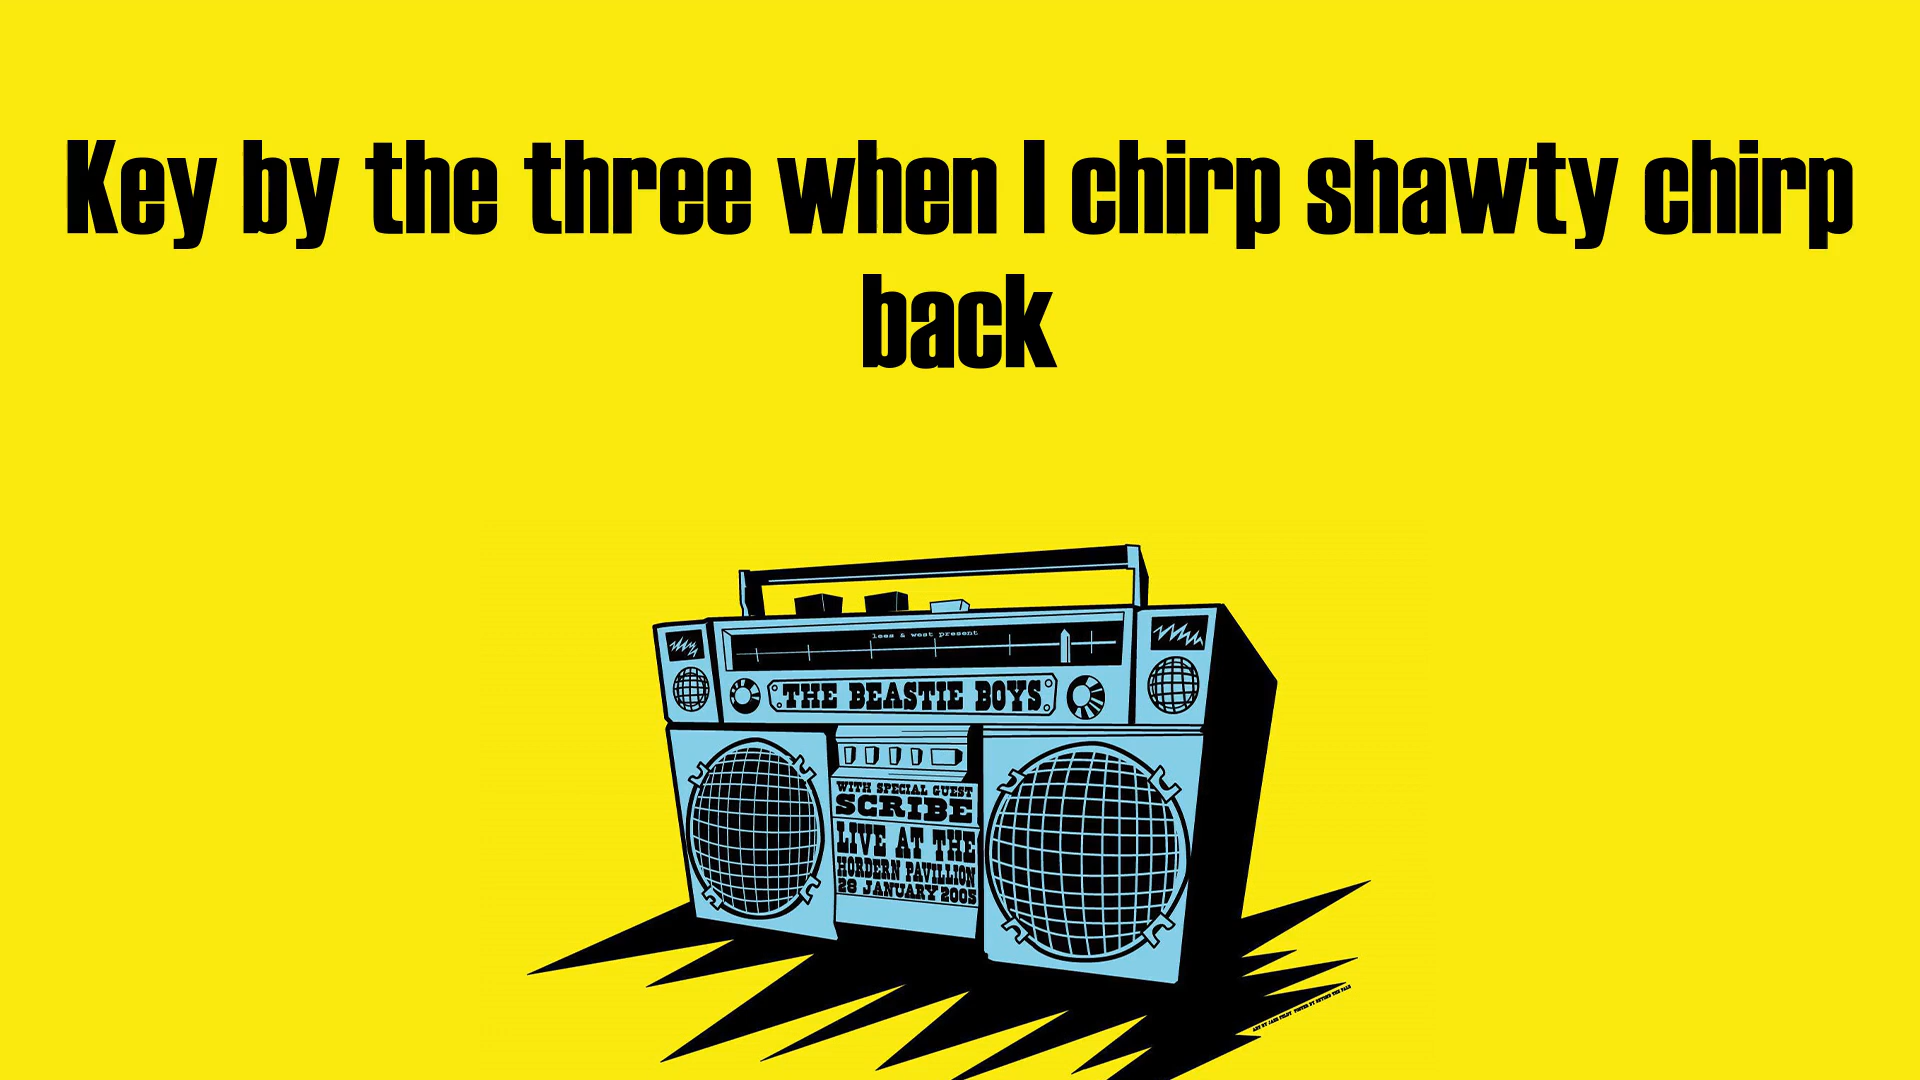 Key by the three when I chirp shawty chirp
back
lees & west present
THE BEASTIE BOYS
WITH SPECIAL GUEST
SCRIBE
LIVE AT THE
HORDERN PAVILLION
28 JANUARY 2005